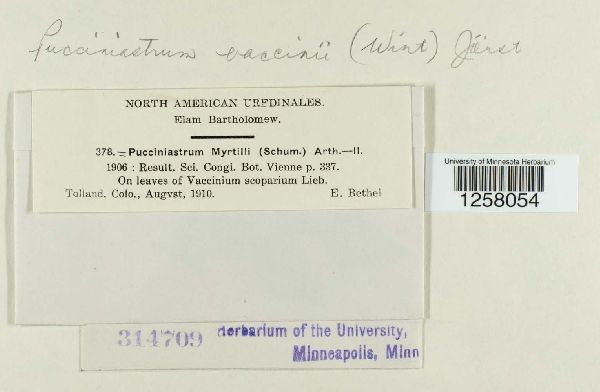 Pucciniastrum vaccinii (Wint) Jörst
NORTH AMERICAN UREDINALES.
Elam Bartholomew.
378.—Pucciniastrum Myrtilli (Schum.) Arth.—II.
1906 : Result. Sci. Congi. Bot. Vienne p. 337.
On leaves of Vaccinium scoparium Lieb.
Tolland, Colo., Augvst, 1910. E. Bethel
University of Minnesota Herbarium
1258054
314709 Herbarium of the University,
Minneapolis, Minn